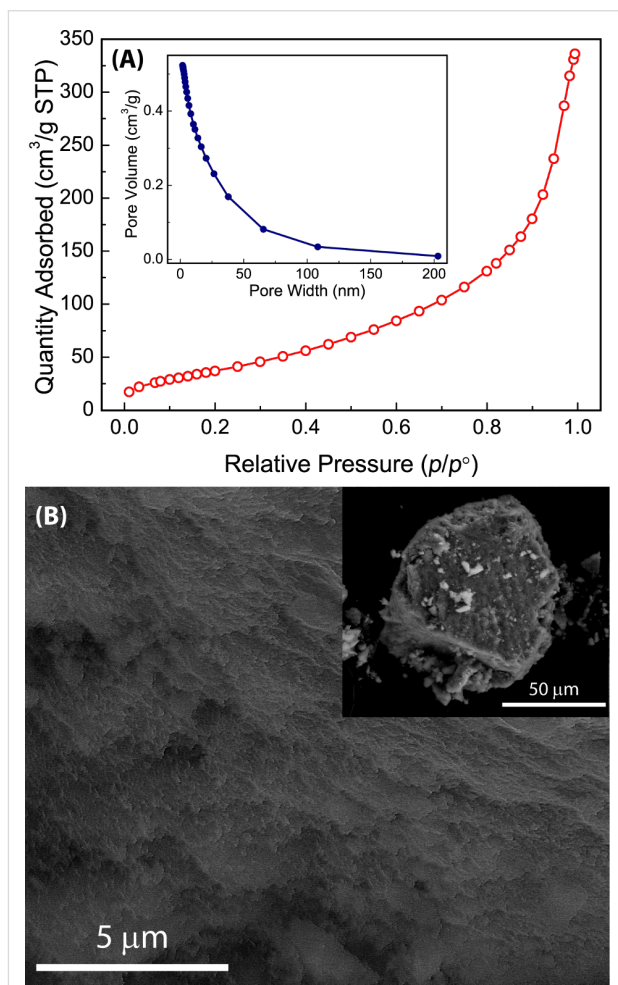 (A)
350
300
250
200
150
100
50
0
Quantity Adsorbed (cm³/g STP)
0.0 0.2 0.4 0.6 0.8 1.0
Relative Pressure (p/p°)
0.4
0.2
0.0
Pore Volume (cm³/g)
0 50 100 150 200
Pore Width (nm)
(B)
50 μm
5 μm